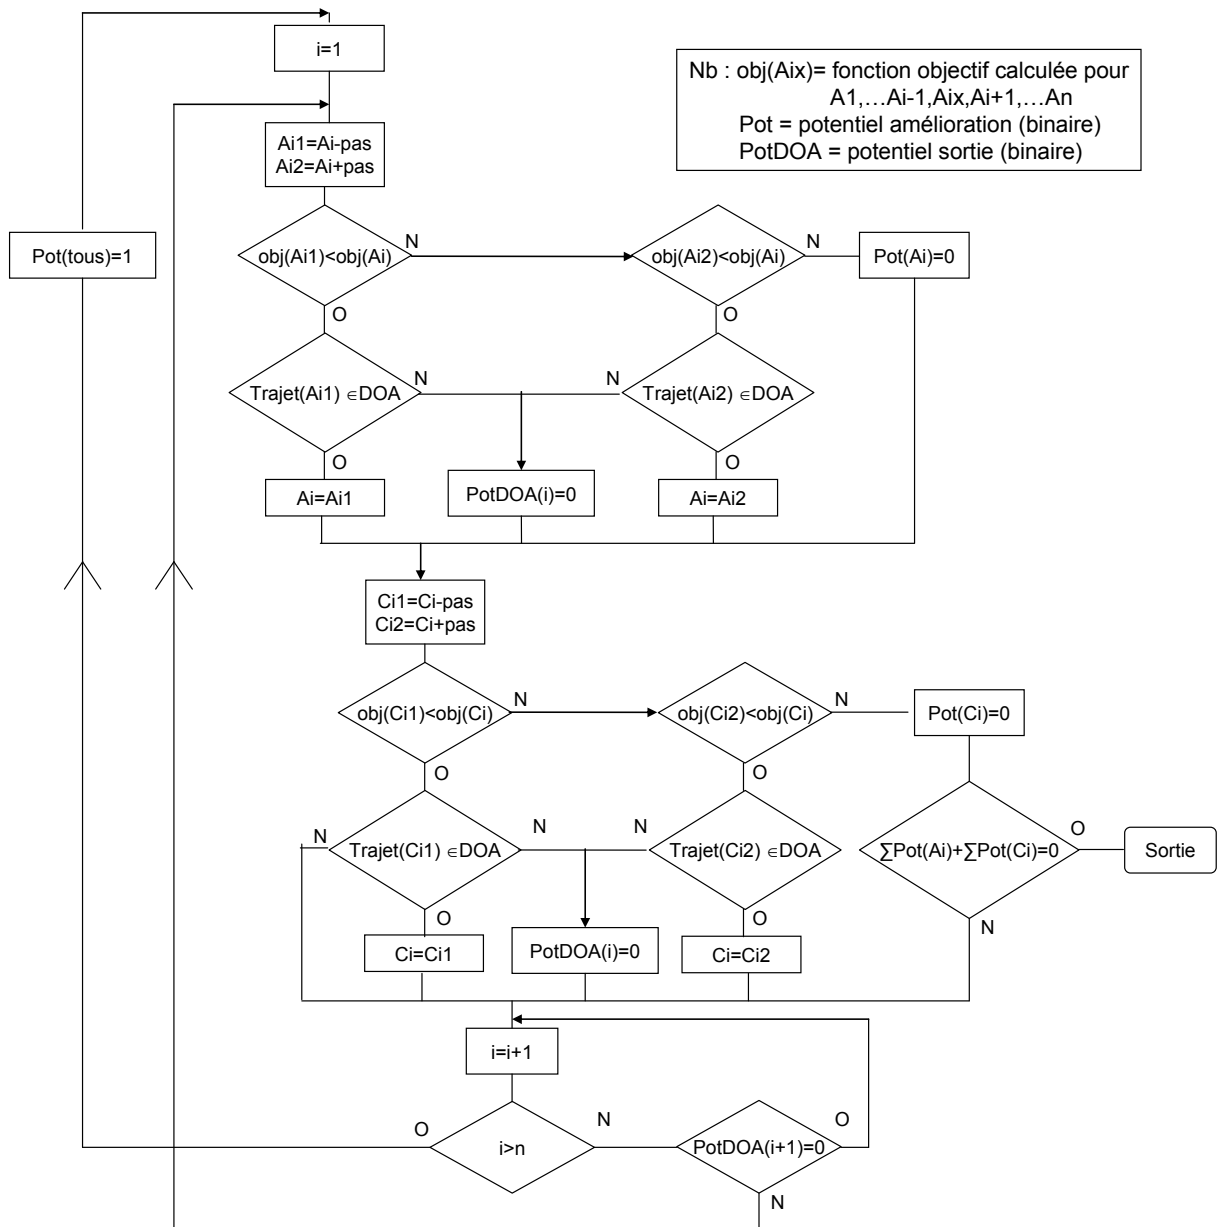 i=1
Nb : obj(Aix)= fonction objectif calculée pour
A1,…Ai-1,Aix,Ai+1,…An
Pot = potentiel amélioration (binaire)
PotDOA = potentiel sortie (binaire)
Ai1=Ai-pas
Ai2=Ai+pas
Pot(tous)=1
obj(Ai1)<obj(Ai)
N
obj(Ai2)<obj(Ai)
N
Pot(Ai)=0
O
O
Trajet(Ai1) ∈DOA
N
N
Trajet(Ai2) ∈DOA
O
O
Ai=Ai1
PotDOA(i)=0
Ai=Ai2
Ci1=Ci-pas
Ci2=Ci+pas
obj(Ci1)<obj(Ci)
N
obj(Ci2)<obj(Ci)
N
Pot(Ci)=0
O
O
N
Trajet(Ci1) ∈DOA
N
N
Trajet(Ci2) ∈DOA
∑Pot(Ai)+∑Pot(Ci)=0
O
Sortie
O
O
N
Ci=Ci1
PotDOA(i)=0
Ci=Ci2
i=i+1
O
i>n
N
PotDOA(i+1)=0
O
N